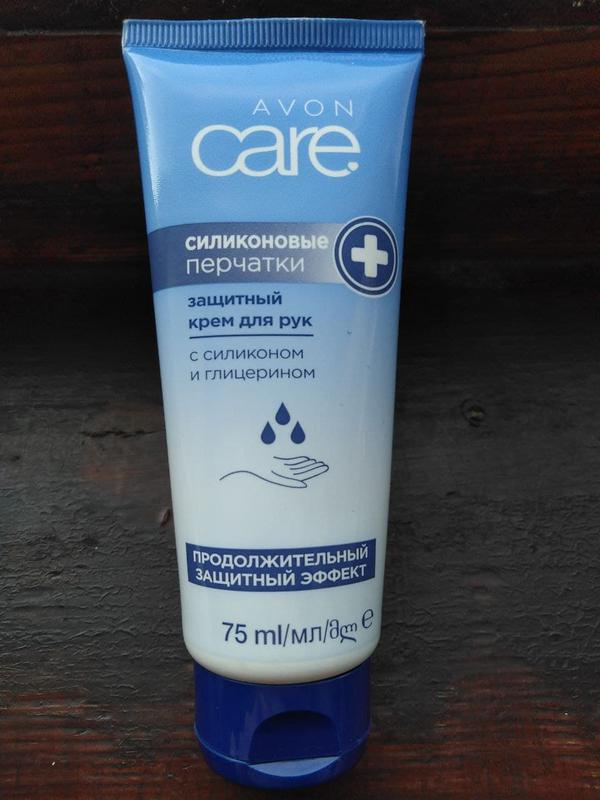 AVON
care
СИЛИКОНОВЫЕ
перчатки
защитный
крем для рук
с силиконом
и глицерином
ПРОДОЛЖИТЕЛЬНЫЙ
ЗАЩИТНЫЙ ЭФФЕКТ
75 ml/мл/მლ e